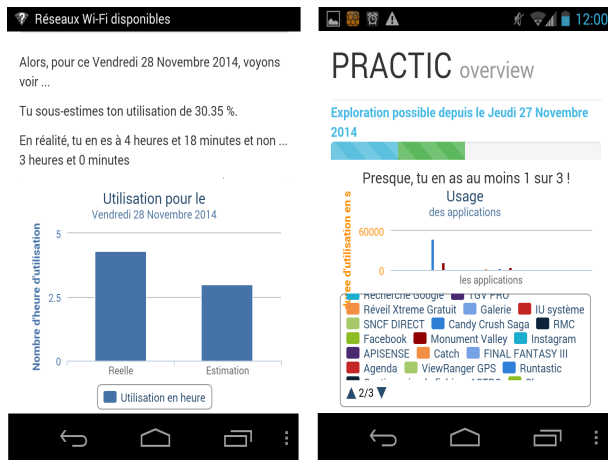 Réseaux Wi-Fi disponibles
Alors, pour ce Vendredi 28 Novembre 2014, voyons
voir ...
Tu sous-estimes ton utilisation de 30.35 %.
En réalité, tu en es à 4 heures et 18 minutes et non ...
3 heures et 0 minutes
Utilisation pour le
Vendredi 28 Novembre 2014
Nombre d'heure d'utilisation
5
2.5
0
Reelle
Estimation
Utilisation en heure
12:00
PRACTIC overview
Exploration possible depuis le Jeudi 27 Novembre
2014
Presque, tu en as au moins 1 sur 3 !
Usage
des applications
d'utilisation en s
60000
0
les applications
Recherche Google TGV PRO
Réveil Xtreme Gratuit Galerie IU système
SNCF DIRECT Candy Crush Saga RMC
Facebook Monument Valley Instagram
APISENSE Catch FINAL FANTASY III
Agenda ViewRanger GPS Runtastic
2/3